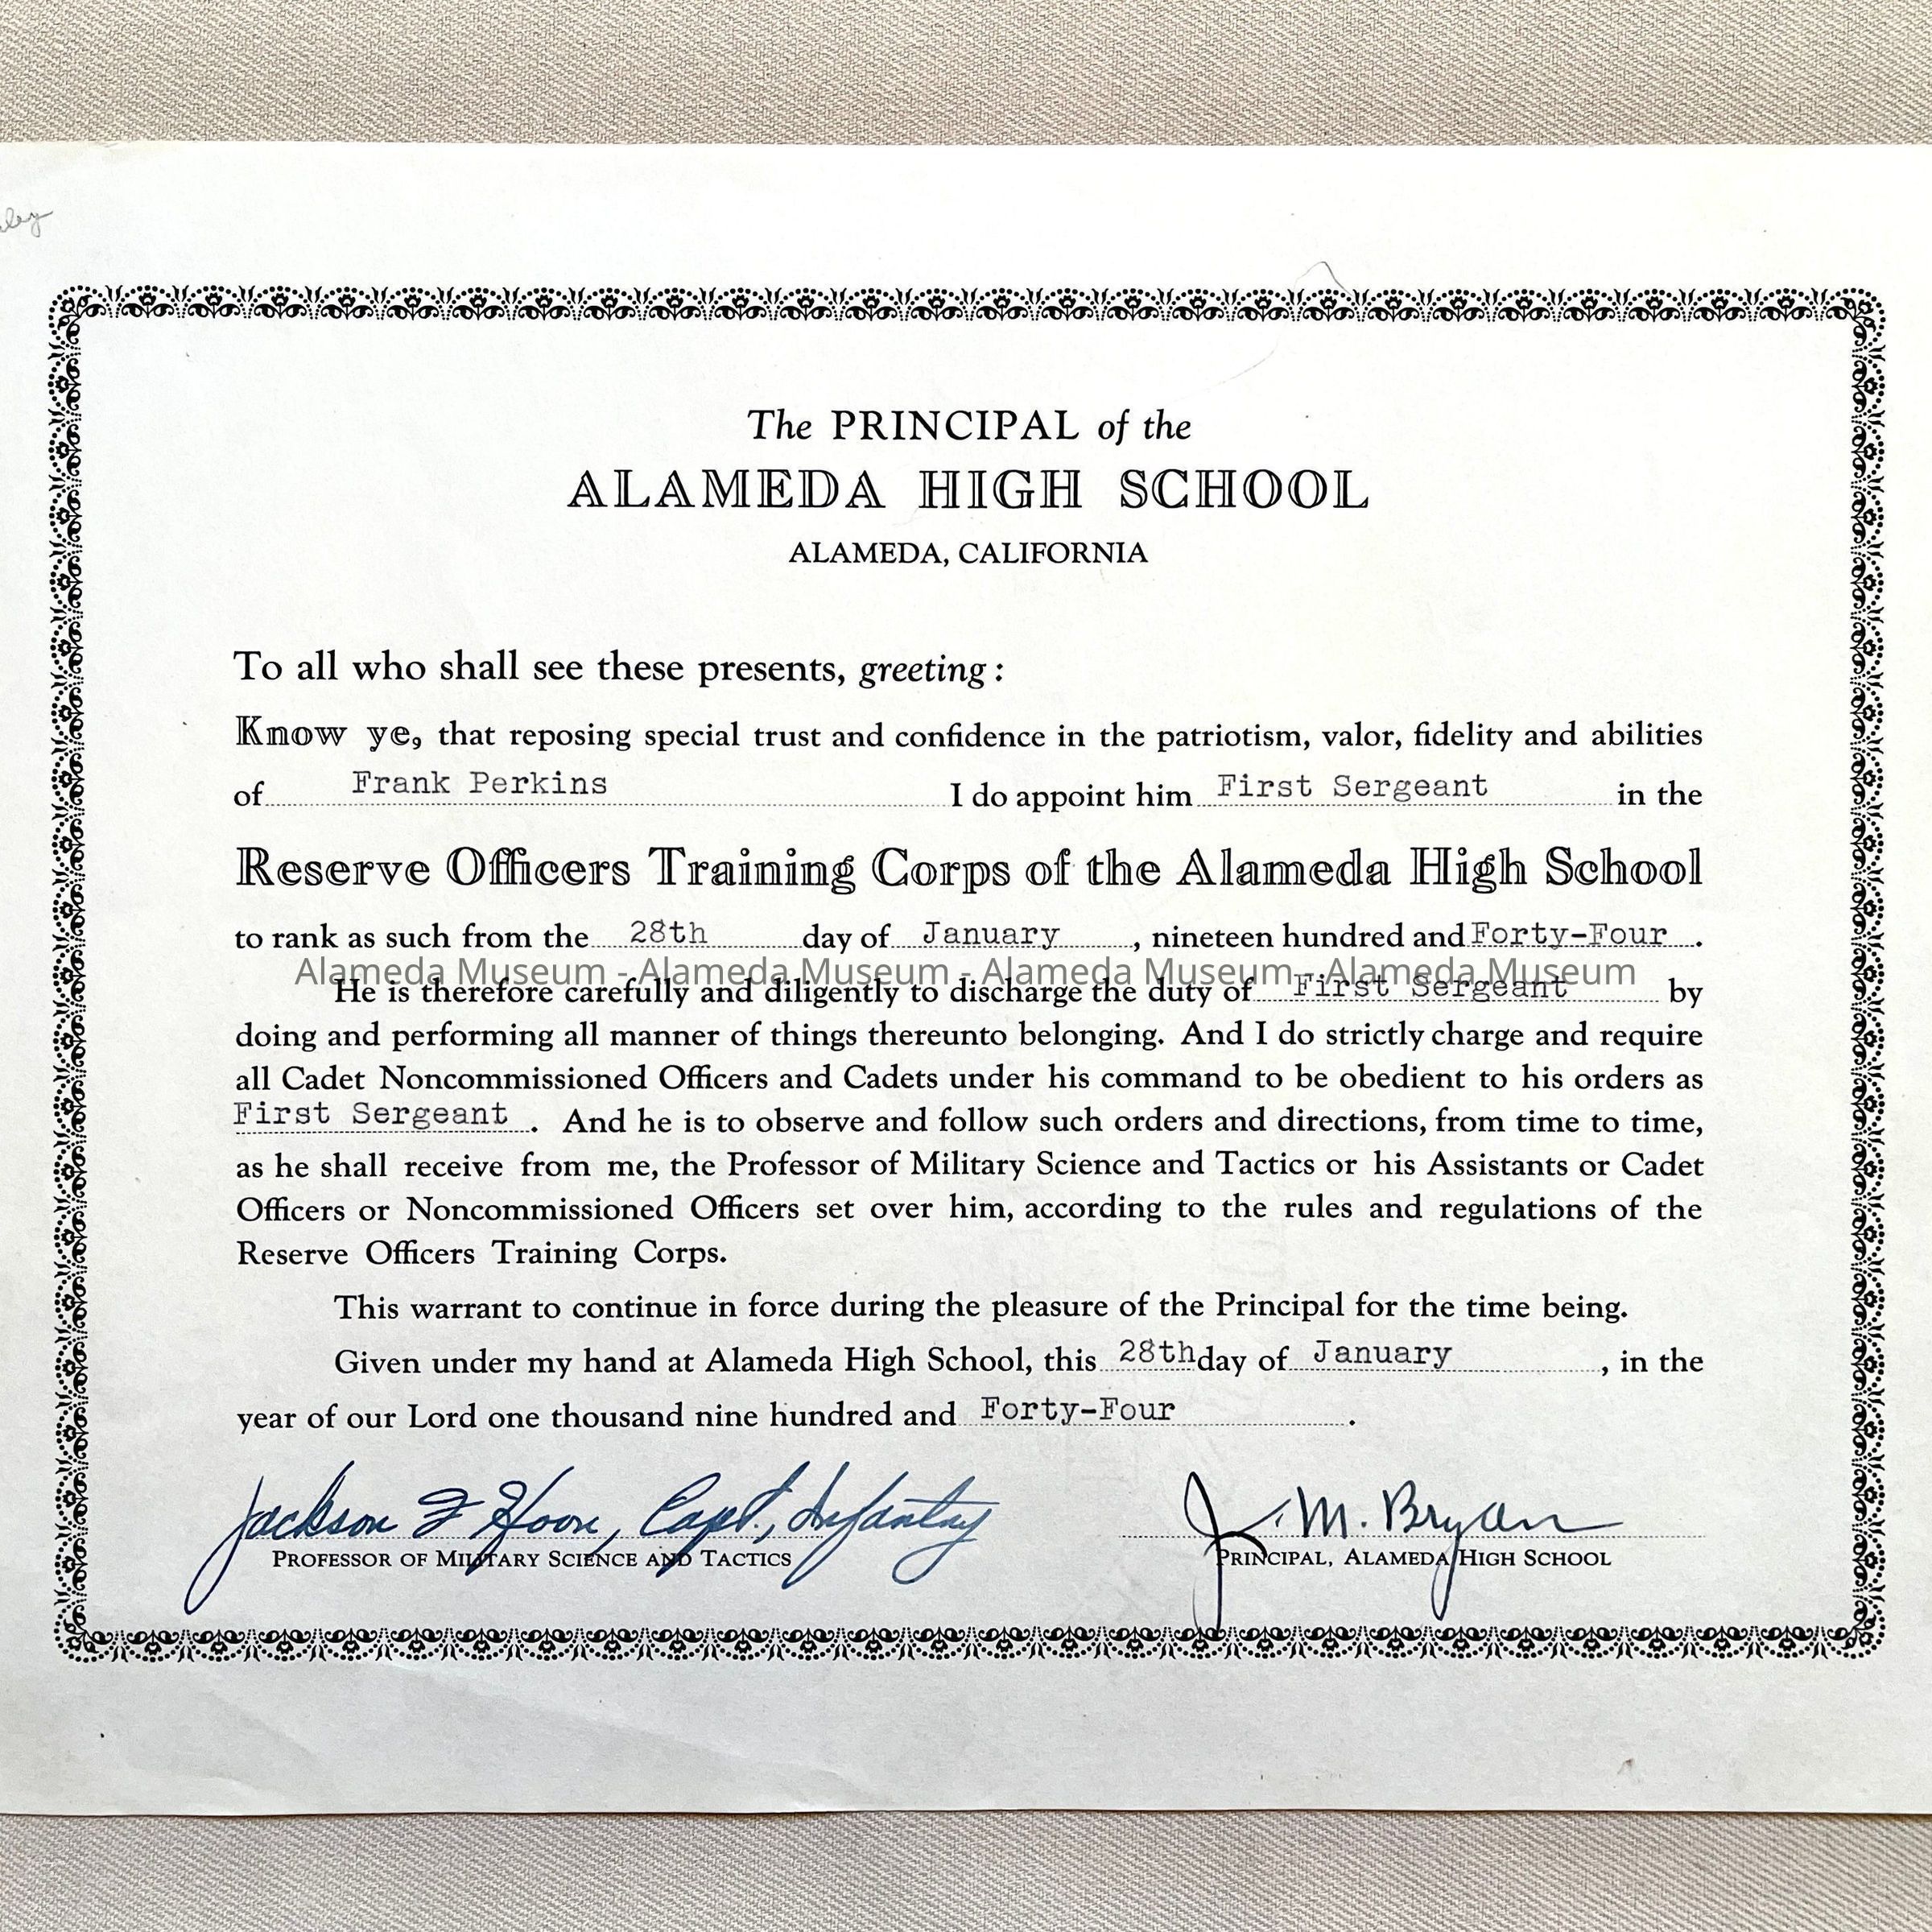 The PRINCIPAL of the
ALAMEDA HIGH SCHOOL
ALAMEDA, CALIFORNIA
To all who shall see these presents, greeting:
Know ye, that reposing special trust and confidence in the patriotism, valor, fidelity and abilities
of Frank Perkins I do appoint him First Sergeant in the
Reserve Officers Training Corps of the Alameda High School
to rank as such from the 28th day of January, nineteen hundred and Forty-Four.
Alameda Museum - Alameda Museum - Alameda Museum - Alameda Museum
He is therefore carefully and diligently to discharge the duty of First Sergeant by
doing and performing all manner of things thereunto belonging. And I do strictly charge and require
all Cadet Noncommissioned Officers and Cadets under his command to be obedient to his orders as
First Sergeant. And he is to observe and follow such orders and directions, from time to time,
as he shall receive from me, the Professor of Military Science and Tactics or his Assistants or Cadet
Officers or Noncommissioned Officers set over him, according to the rules and regulations of the
Reserve Officers Training Corps.
This warrant to continue in force during the pleasure of the Principal for the time being.
Given under my hand at Alameda High School, this 28th day of January, in the
year of our Lord one thousand nine hundred and Forty-Four.
Jackson F Hoon, Capt., Infantry
J. M. Bryan
PROFESSOR OF MILITARY SCIENCE AND TACTICS
PRINCIPAL, ALAMEDA HIGH SCHOOL